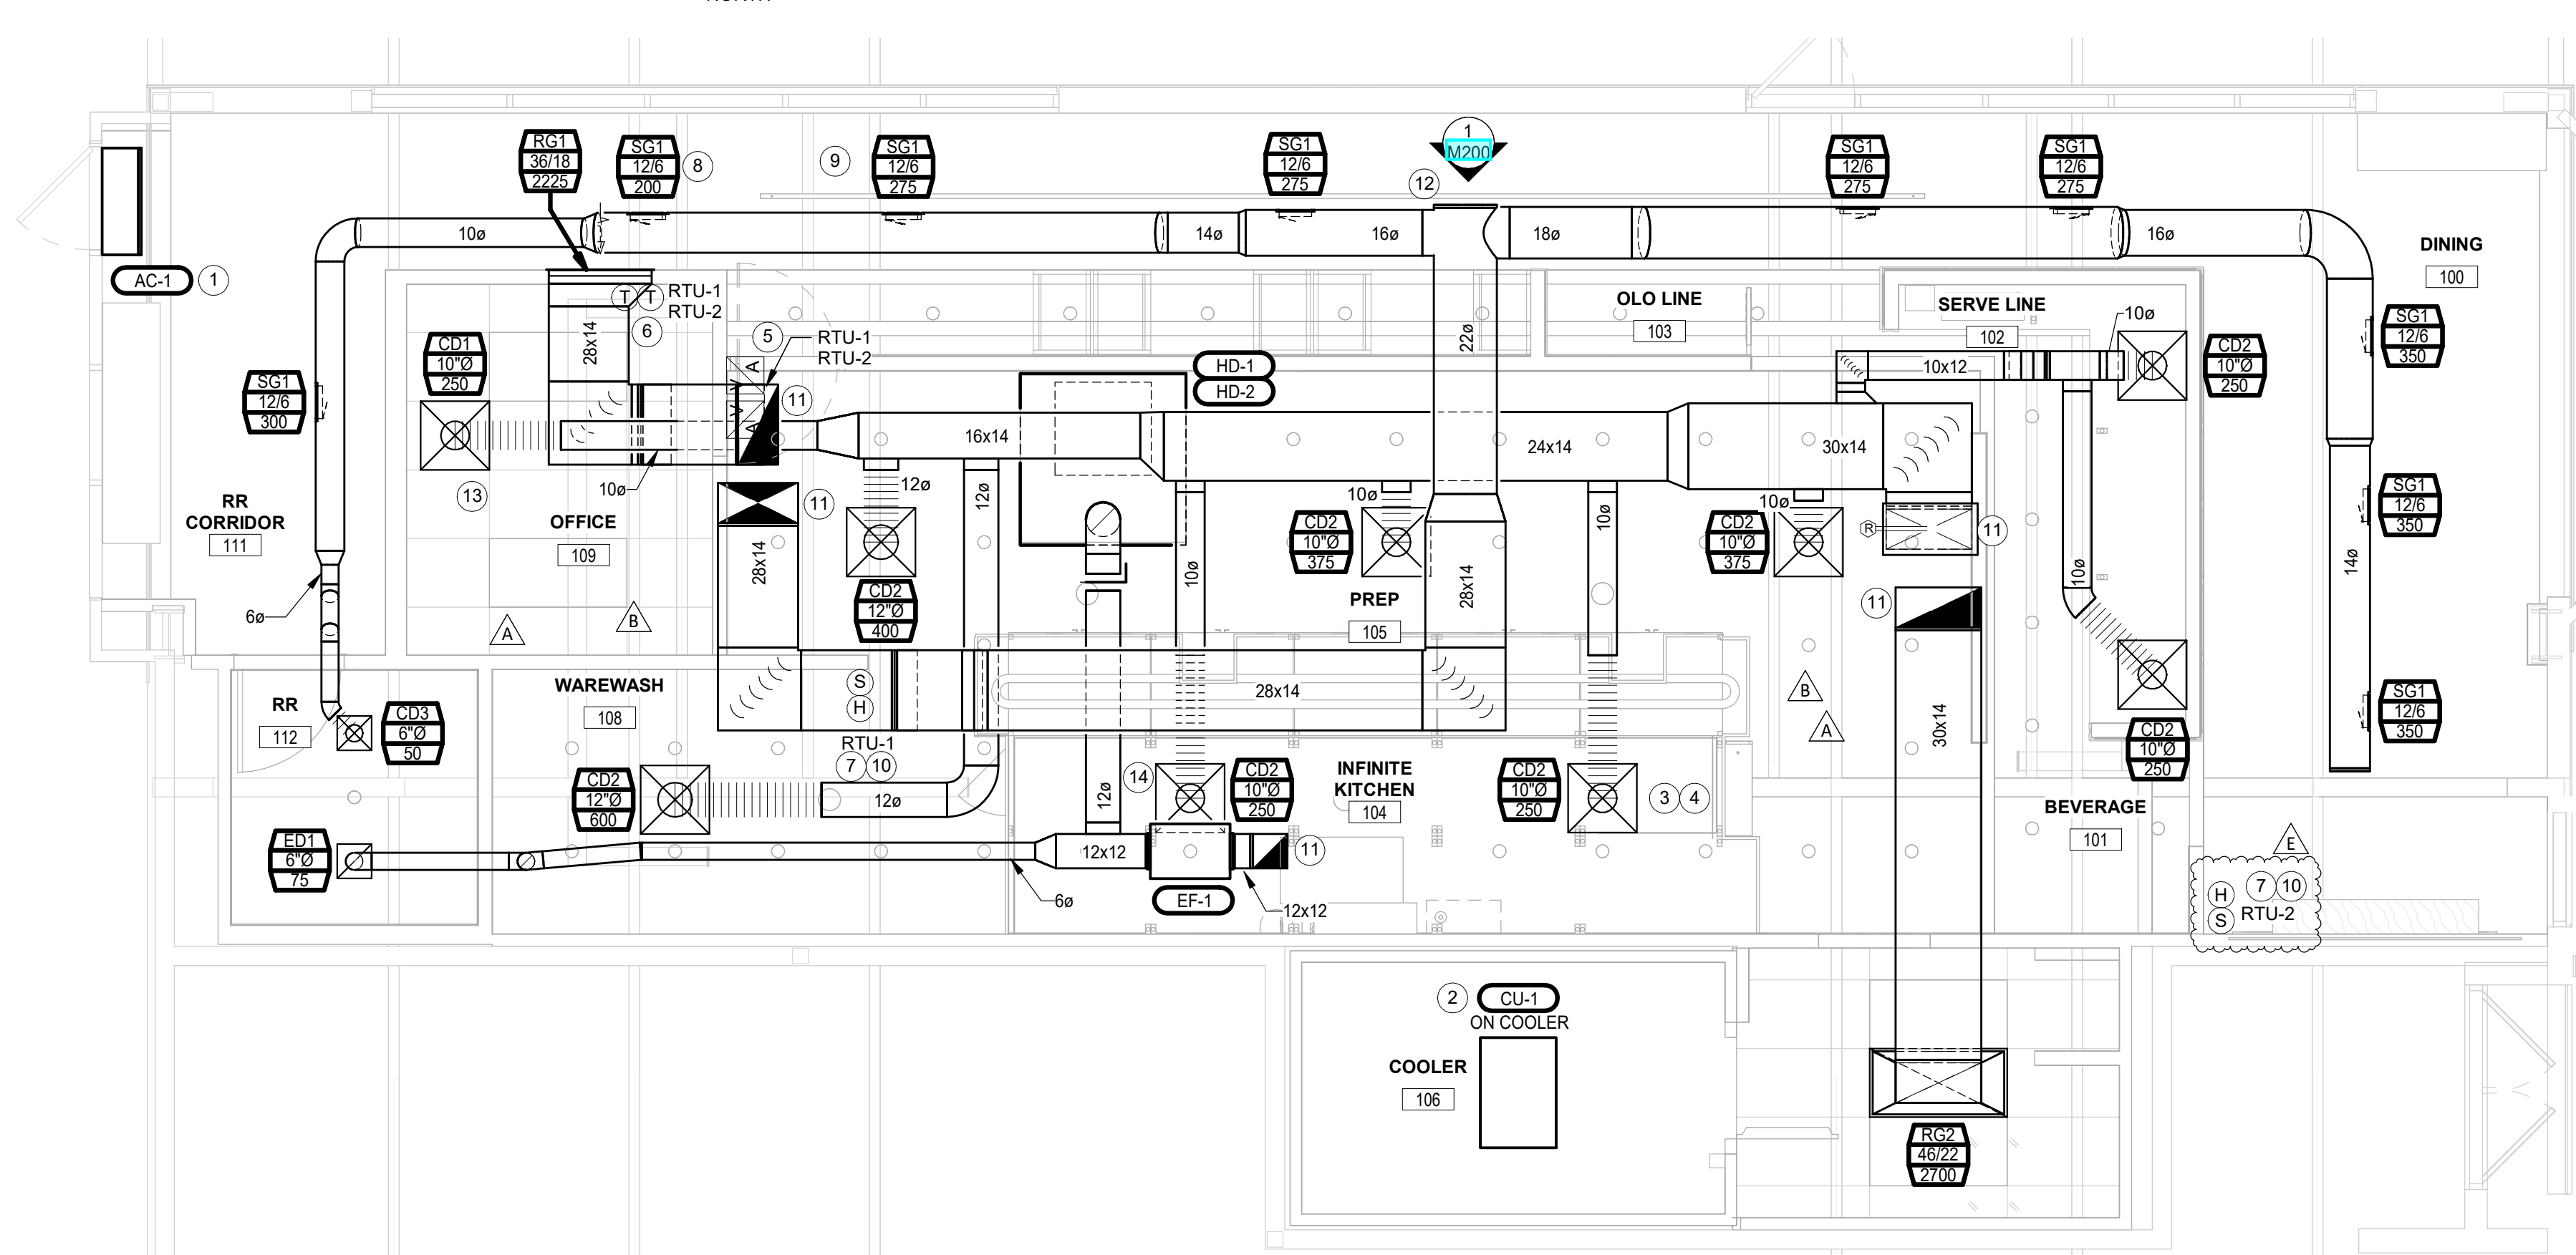 RG1
36/18
2225
SG1
12/6
200
8
9
SG1
12/6
275
SG1
12/6
275
12
1
M200
SG1
12/6
275
SG1
12/6
275
10ø
14ø
16ø
18ø
16ø
AC-1
1
T T RTU-1
RTU-2
6
28x14
5
RTU-1
RTU-2
OLO LINE
103
SERVE LINE
102
10ø
DINING
100
SG1
12/6
350
CD1
10"Ø
250
HD-1
HD-2
22ø
10x12
CD2
10"Ø
250
SG1
12/6
300
A
V
V
A
11
16x14
24x14
30x14
13
10ø
11
12ø
12ø
10ø
10ø
SG1
12/6
350
RR
CORRIDOR
111
OFFICE
109
28x14
CD2
10"Ø
375
10ø
CD2
10"Ø
375
R
11
10ø
28x14
14ø
6ø
A
B
CD2
12"Ø
400
PREP
105
11
10ø
WAREWASH
108
S
H
28x14
B
A
30x14
SG1
12/6
350
RR
112
CD3
6"Ø
50
RTU-1
7 10
CD2
12"Ø
600
12ø
12ø
14
CD2
10"Ø
250
INFINITE
KITCHEN
104
CD2
10"Ø
250
3 4
CD2
10"Ø
250
BEVERAGE
101
ED1
6"Ø
75
12x12
11
6ø
EF-1
12x12
E
H
S
7 10
RTU-2
2
CU-1
ON COOLER
COOLER
106
RG2
46/22
2700